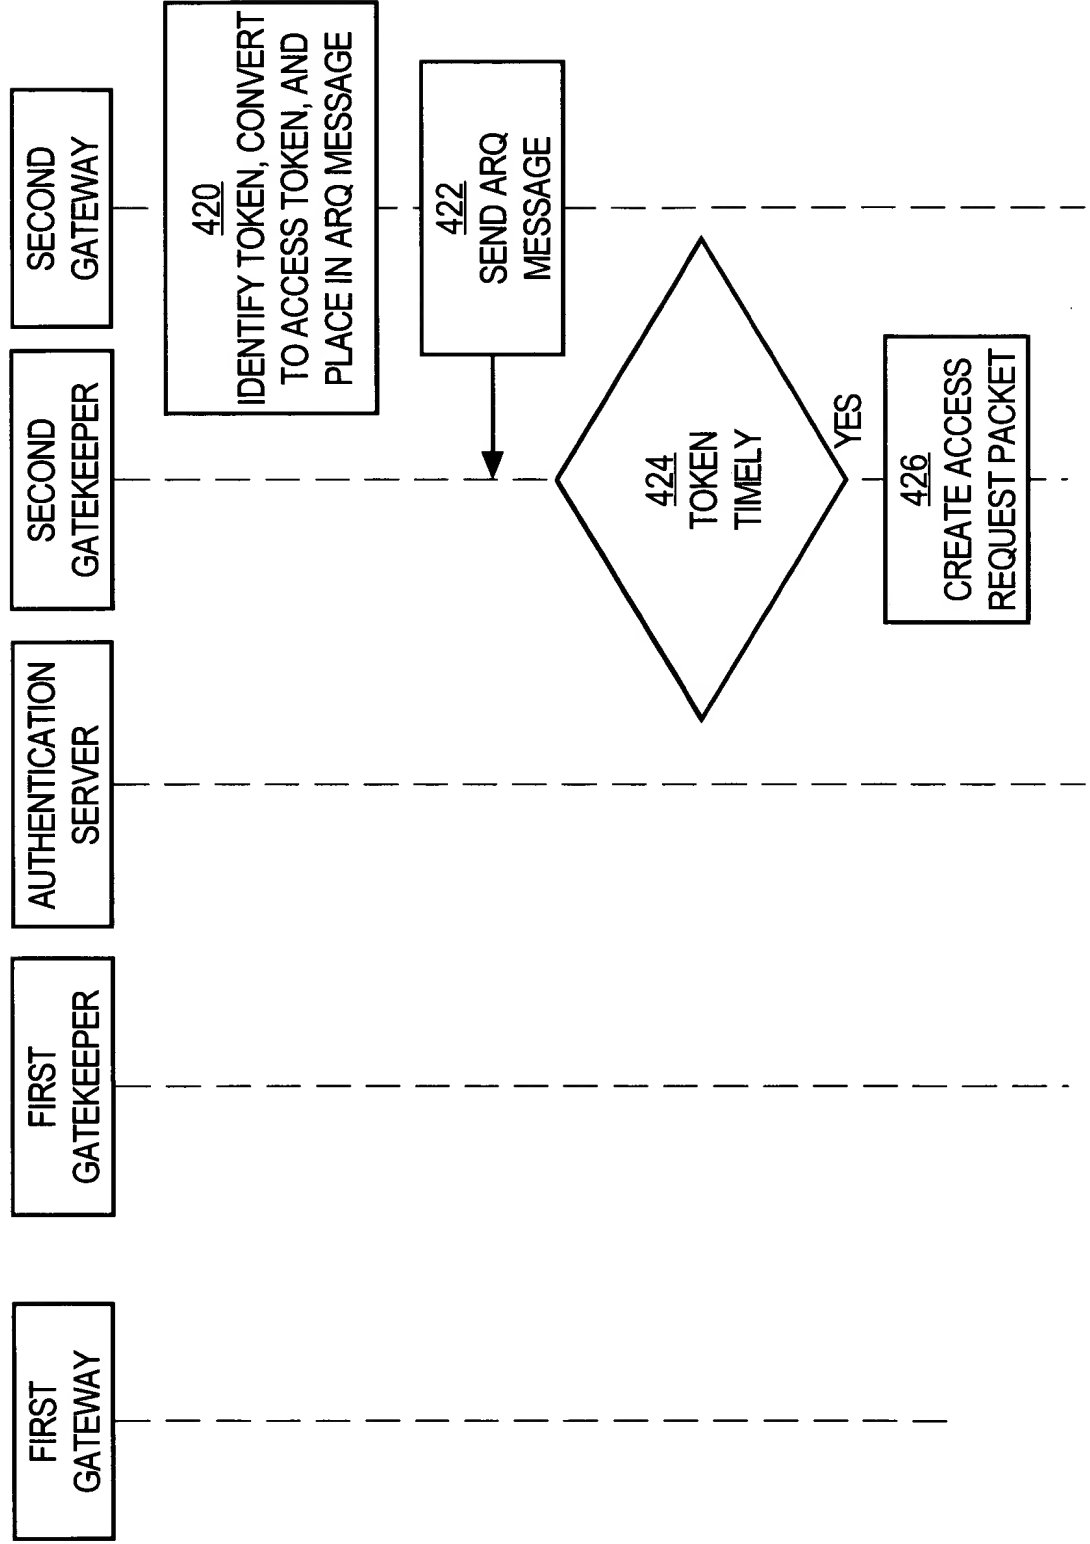 FIRST
GATEWAY
FIRST
GATEKEEPER
AUTHENTICATION
SERVER
SECOND
GATEKEEPER
SECOND
GATEWAY
420
IDENTIFY TOKEN, CONVERT
TO ACCESS TOKEN, AND
PLACE IN ARQ MESSAGE
422
SEND ARQ
MESSAGE
424
TOKEN
TIMELY
YES
426
CREATE ACCESS
REQUEST PACKET